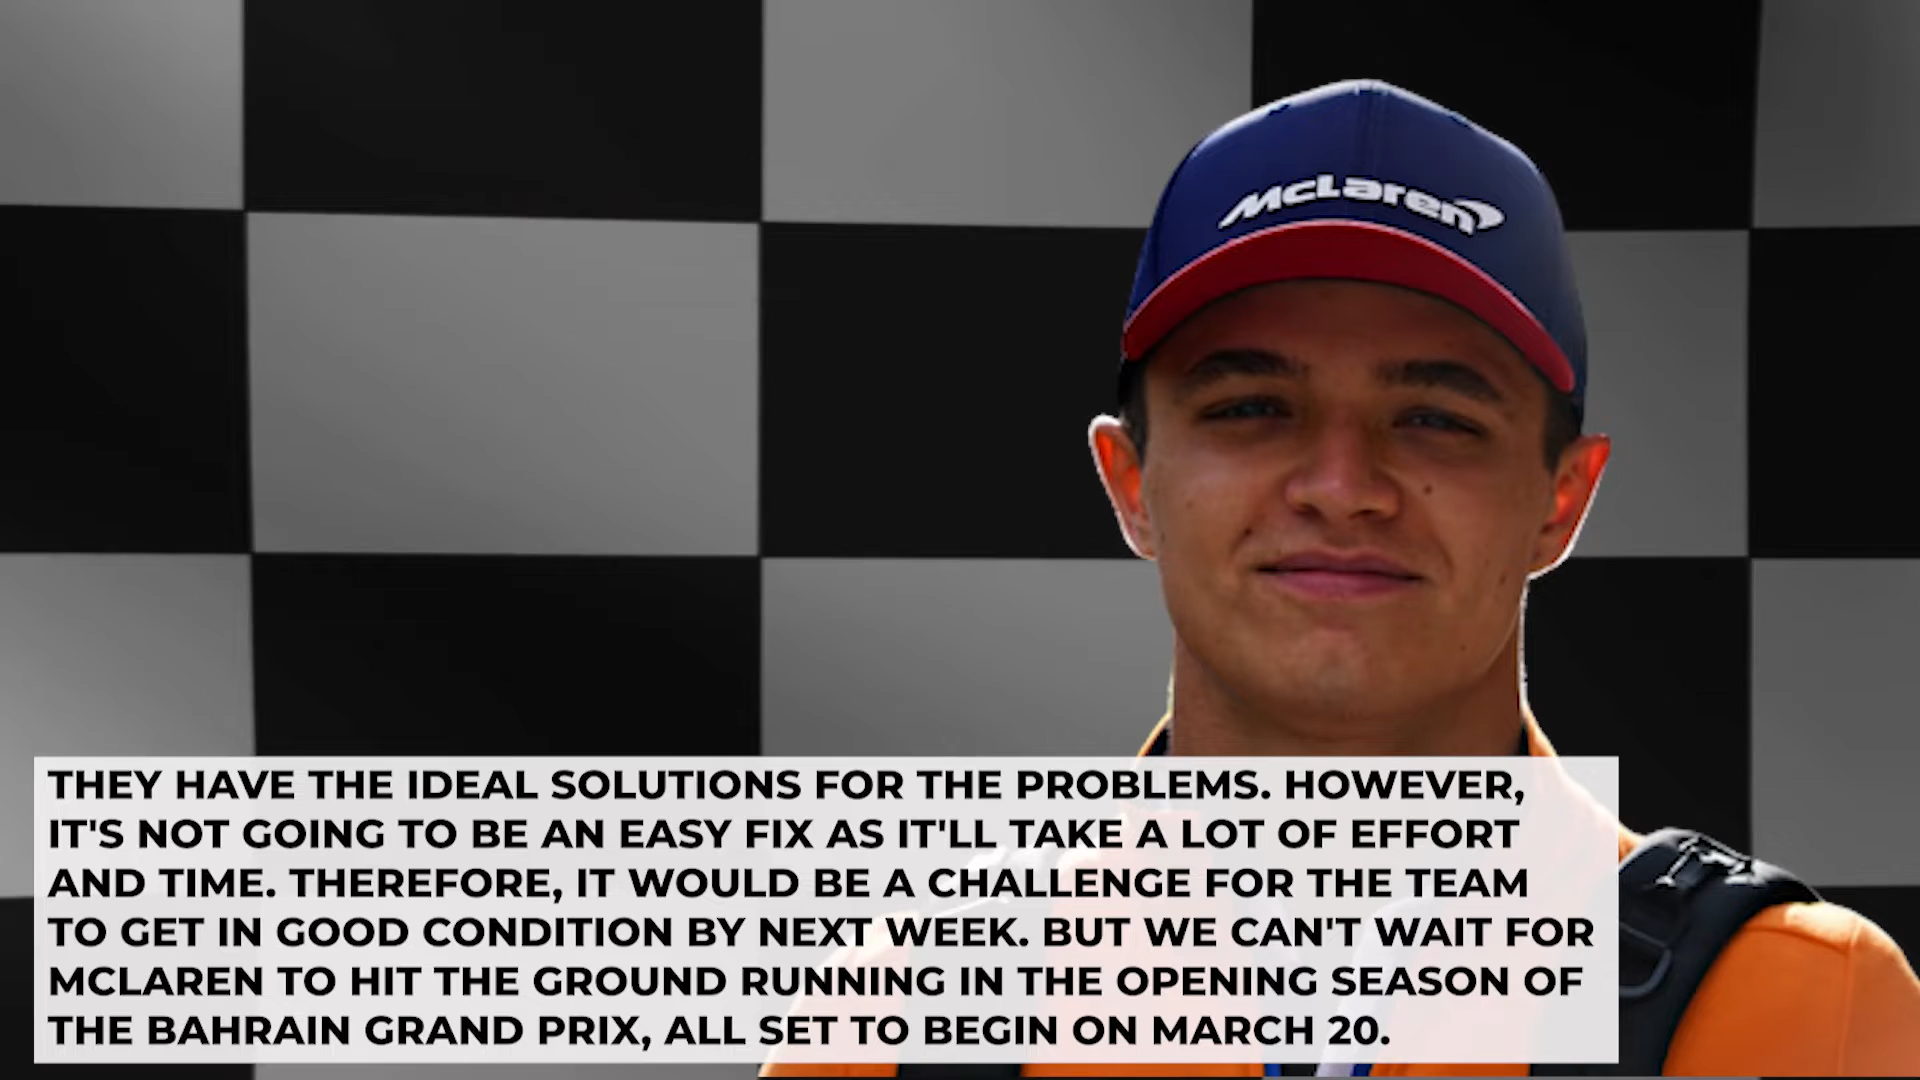 McLaren
THEY HAVE THE IDEAL SOLUTIONS FOR THE PROBLEMS. HOWEVER,
IT'S NOT GOING TO BE AN EASY FIX AS IT'LL TAKE A LOT OF EFFORT
AND TIME. THEREFORE, IT WOULD BE A CHALLENGE FOR THE TEAM
TO GET IN GOOD CONDITION BY NEXT WEEK. BUT WE CAN'T WAIT FOR
MCLAREN TO HIT THE GROUND RUNNING IN THE OPENING SEASON OF
THE BAHRAIN GRAND PRIX, ALL SET TO BEGIN ON MARCH 20.